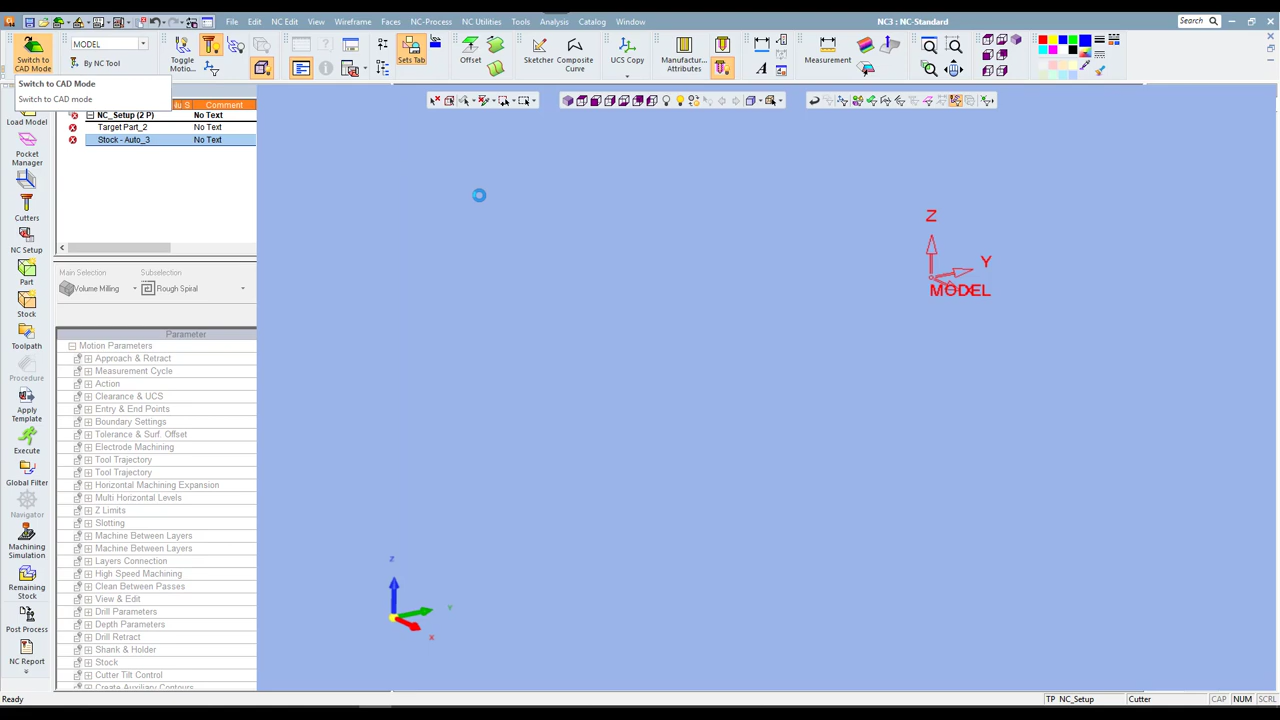 File Edit NC Edit View Wireframe Faces NC-Process NC Utilities Tools Analysis Catalog Window NC3 : NC-Standard Search
Switch to CAD Mode
MODEL
By NC Tool
Toggle Motio...
Sets Tab
Offset
Sketcher
Composite Curve
UCS Copy
Manufactur... Attributes
Measurement
Switch to CAD Mode
Switch to CAD mode
S Comment
NC_Setup (2 P) No Text
Target Part_2 No Text
Stock - Auto_3 No Text
Load Model
Pocket Manager
Cutters
NC Setup
Part
Stock
Toolpath
Procedure
Apply Template
Execute
Global Filter
Navigator
Machining Simulation
Remaining Stock
Post Process
NC Report
Main Selection Subselection
Volume Milling Rough Spiral
Parameter
Motion Parameters
Approach & Retract
Measurement Cycle
Action
Clearance & UCS
Entry & End Points
Boundary Settings
Tolerance & Surf. Offset
Electrode Machining
Tool Trajectory
Tool Trajectory
Horizontal Machining Expansion
Multi Horizontal Levels
Z Limits
Slotting
Machine Between Layers
Machine Between Layers
Layers Connection
High Speed Machining
Clean Between Passes
View & Edit
Drill Parameters
Depth Parameters
Drill Retract
Shank & Holder
Stock
Cutter Tilt Control
Create Auxiliary Contours
Z
Y
MODEL
z
x
Ready TP NC_Setup Cutter CAP NUM SCRL